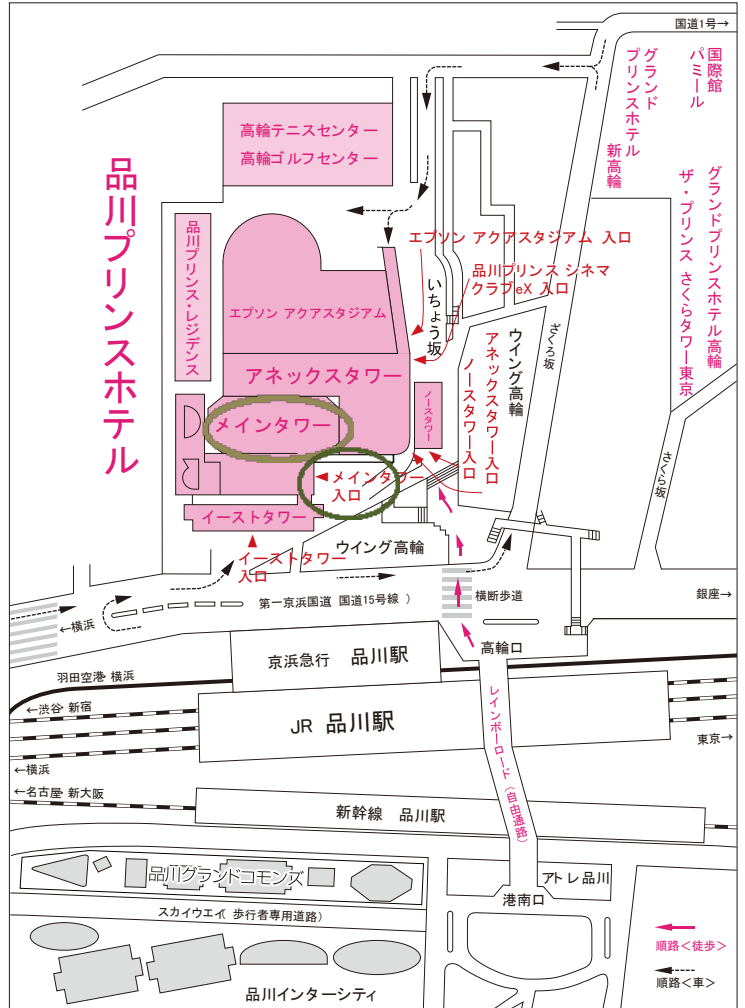 国道1号→
国際館
パミール
グランド
プリンスホテル
新高輪
グランドプリンスホテル高輪
ザ・プリンス さくらタワー東京
高輪テニスセンター
高輪ゴルフセンター
品川プリンスホテル
品川プリンス・レジデンス
エプソン アクアスタジアム 入口
品川プリンス シネマ
クラブeX 入口
いちょう坂
エプソン アクアスタジアム
アネックスタワー
ノースタワー
ウイング高輪
アネックスタワー入口
ノースタワー入口
ざくろ坂
さくら坂
メインタワー
メインタワー
入口
イーストタワー
イーストタワー
入口
ウイング高輪
横断歩道
第一京浜国道(国道15号線)
←横浜
銀座→
高輪口
京浜急行 品川駅
羽田空港・横浜
←渋谷・新宿
JR 品川駅
東京→
←横浜
←名古屋・新大阪
新幹線 品川駅
レインボーロード(自由通路)
品川グランドコモンズ
アトレ品川
港南口
スカイウエイ(歩行者専用道路)
品川インターシティ
順路<徒歩>
順路<車>